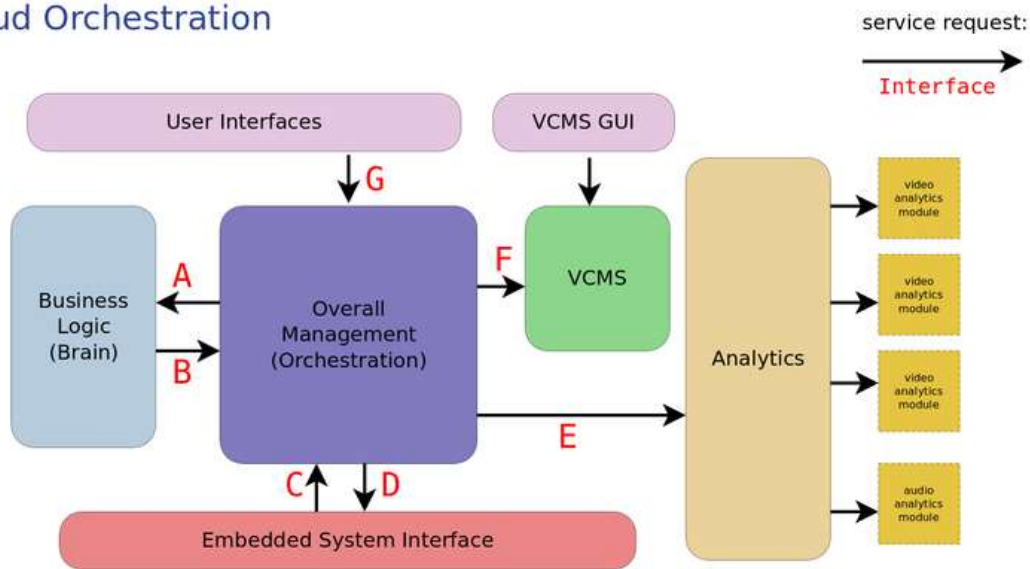 ud Orchestration
service request:
Interface
User Interfaces
VCMS GUI
G
Business
Logic
(Brain)
A
B
Overall
Management
(Orchestration)
F
VCMS
E
Analytics
video
analytics
module
video
analytics
module
video
analytics
module
audio
analytics
module
C
D
Embedded System Interface